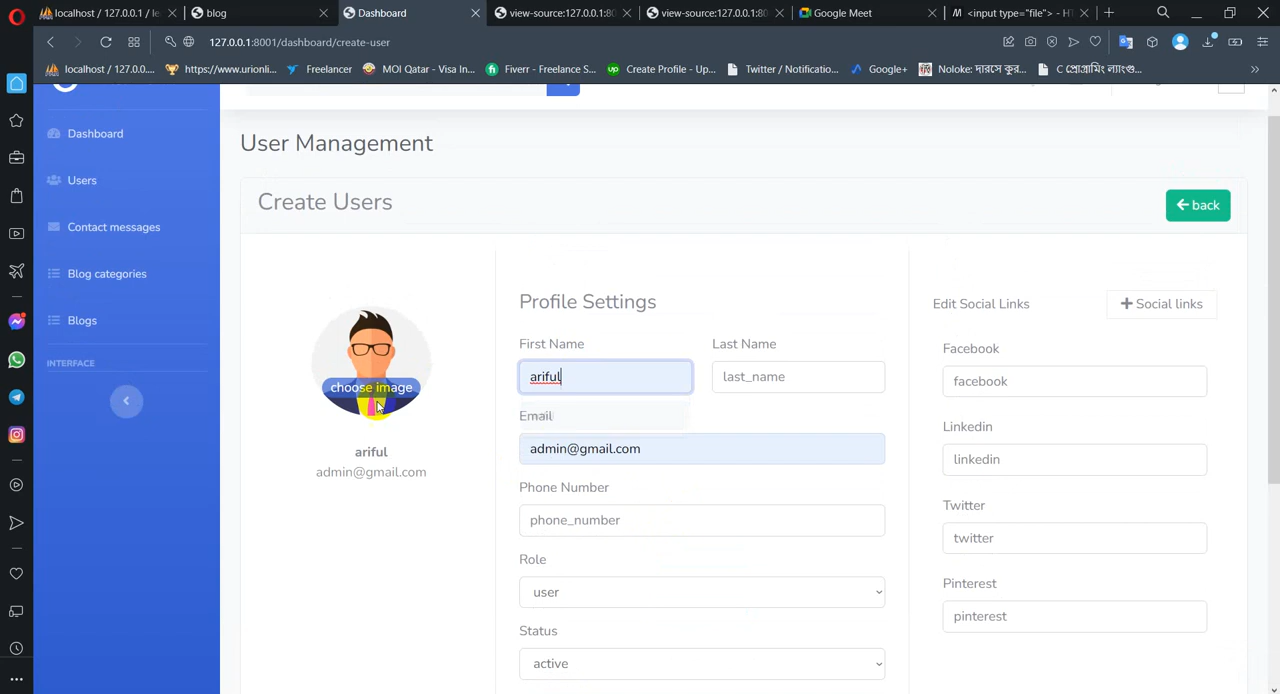 localhost / 127.0.0.1 / le
blog
Dashboard
view-source:127.0.0.1:80
view-source:127.0.0.1:80
Google Meet
<input type="file"> - HT
127.0.0.1:8001/dashboard/create-user
localhost / 127.0.0....
https://www.urionli...
Freelancer
MOI Qatar - Visa In...
Fiverr - Freelance S...
Create Profile - Up...
Twitter / Notificatio...
Google+
Noloke: দারসে কুর...
C প্রোগ্রামিং ল্যাংগু...
Dashboard
Users
Contact messages
Blog categories
Blogs
INTERFACE
User Management
Create Users
back
choose image
ariful
admin@gmail.com
Profile Settings
First Name
Last Name
ariful
last_name
Email
admin@gmail.com
Phone Number
phone_number
Role
user
Status
active
Edit Social Links
Social links
Facebook
facebook
Linkedin
linkedin
Twitter
twitter
Pinterest
pinterest